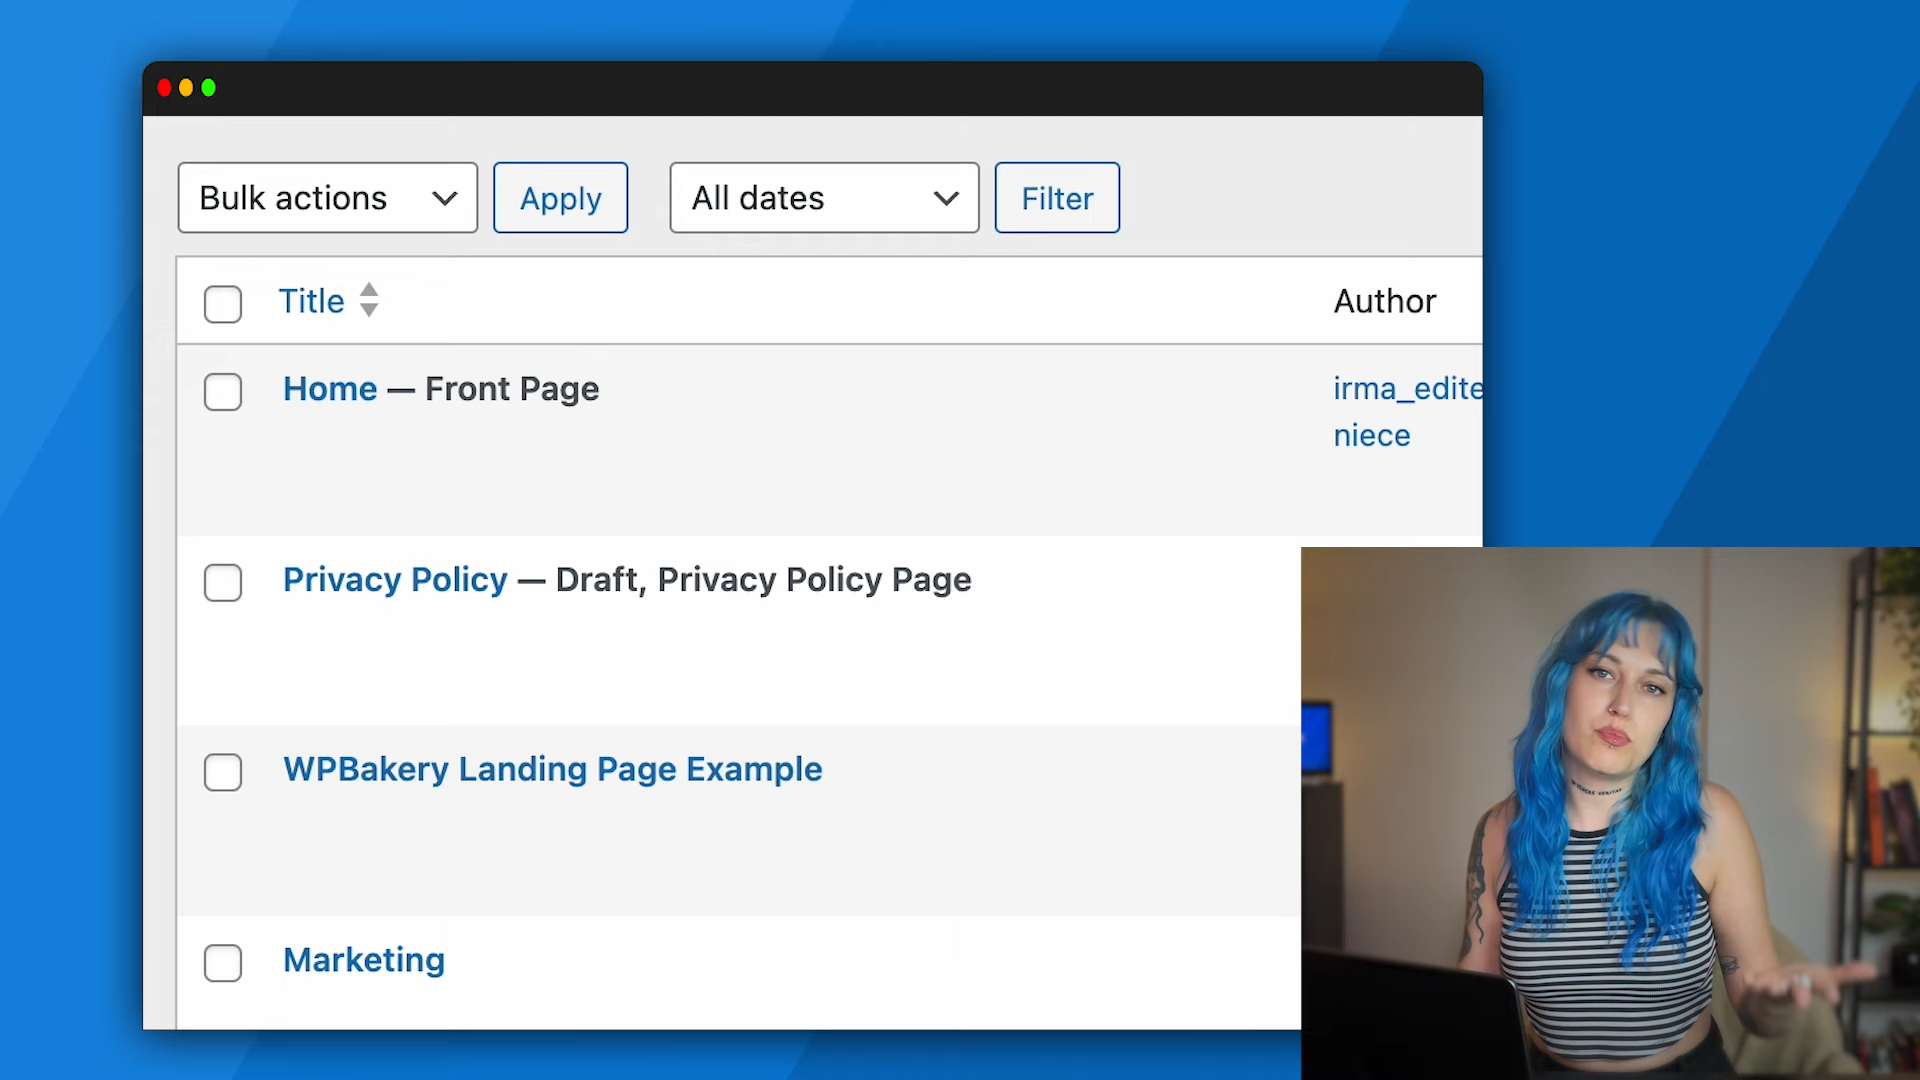 Bulk actions Apply All dates Filter
Title Author
Home — Front Page irma_edite
niece
Privacy Policy — Draft, Privacy Policy Page
WPBakery Landing Page Example
Marketing